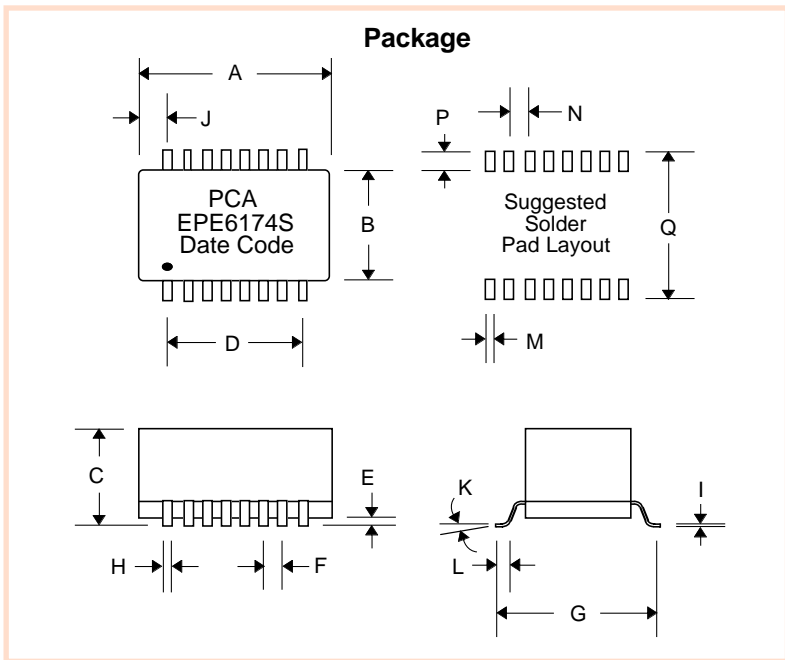 Package
A
J
P
N
PCA
EPE6174S
Date Code
B
Suggested
Solder
Pad Layout
Q
D
M
C
E
H
F
K
I
L
G